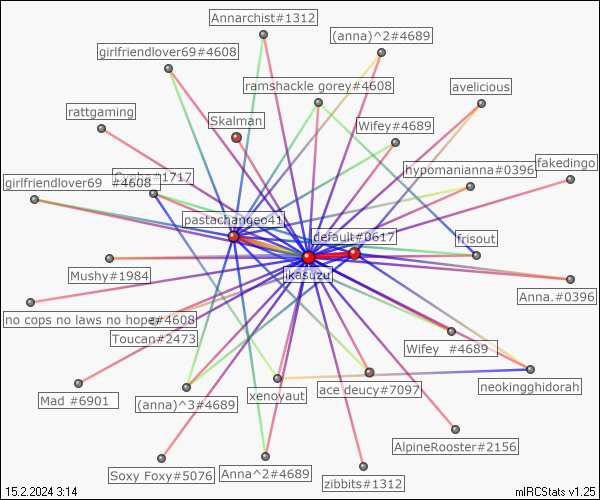 Annarchist#1312
(anna)^2#4689
girlfriendlover69#4608
ramshackle gorey#4608
avelicious
rattgaming
Skalman
Wifey#4689
fakedingo
hypomanianna#0396
#1717
girlfriendlover69 #4608
pastachangeo41
default#0617
frisout
Mushy#1984
ikasuzu
Anna.#0396
no cops no laws no hope#4608
Toucan#2473
Wifey #4689
neokingghidorah
ace deucy#7097
xenoyaut
Mad #6901
(anna)^3#4689
AlpineRooster#2156
Soxy Foxy#5076
Anna^2#4689
zibbits#1312
15.2.2024 3:14
mIRCStats v1.25